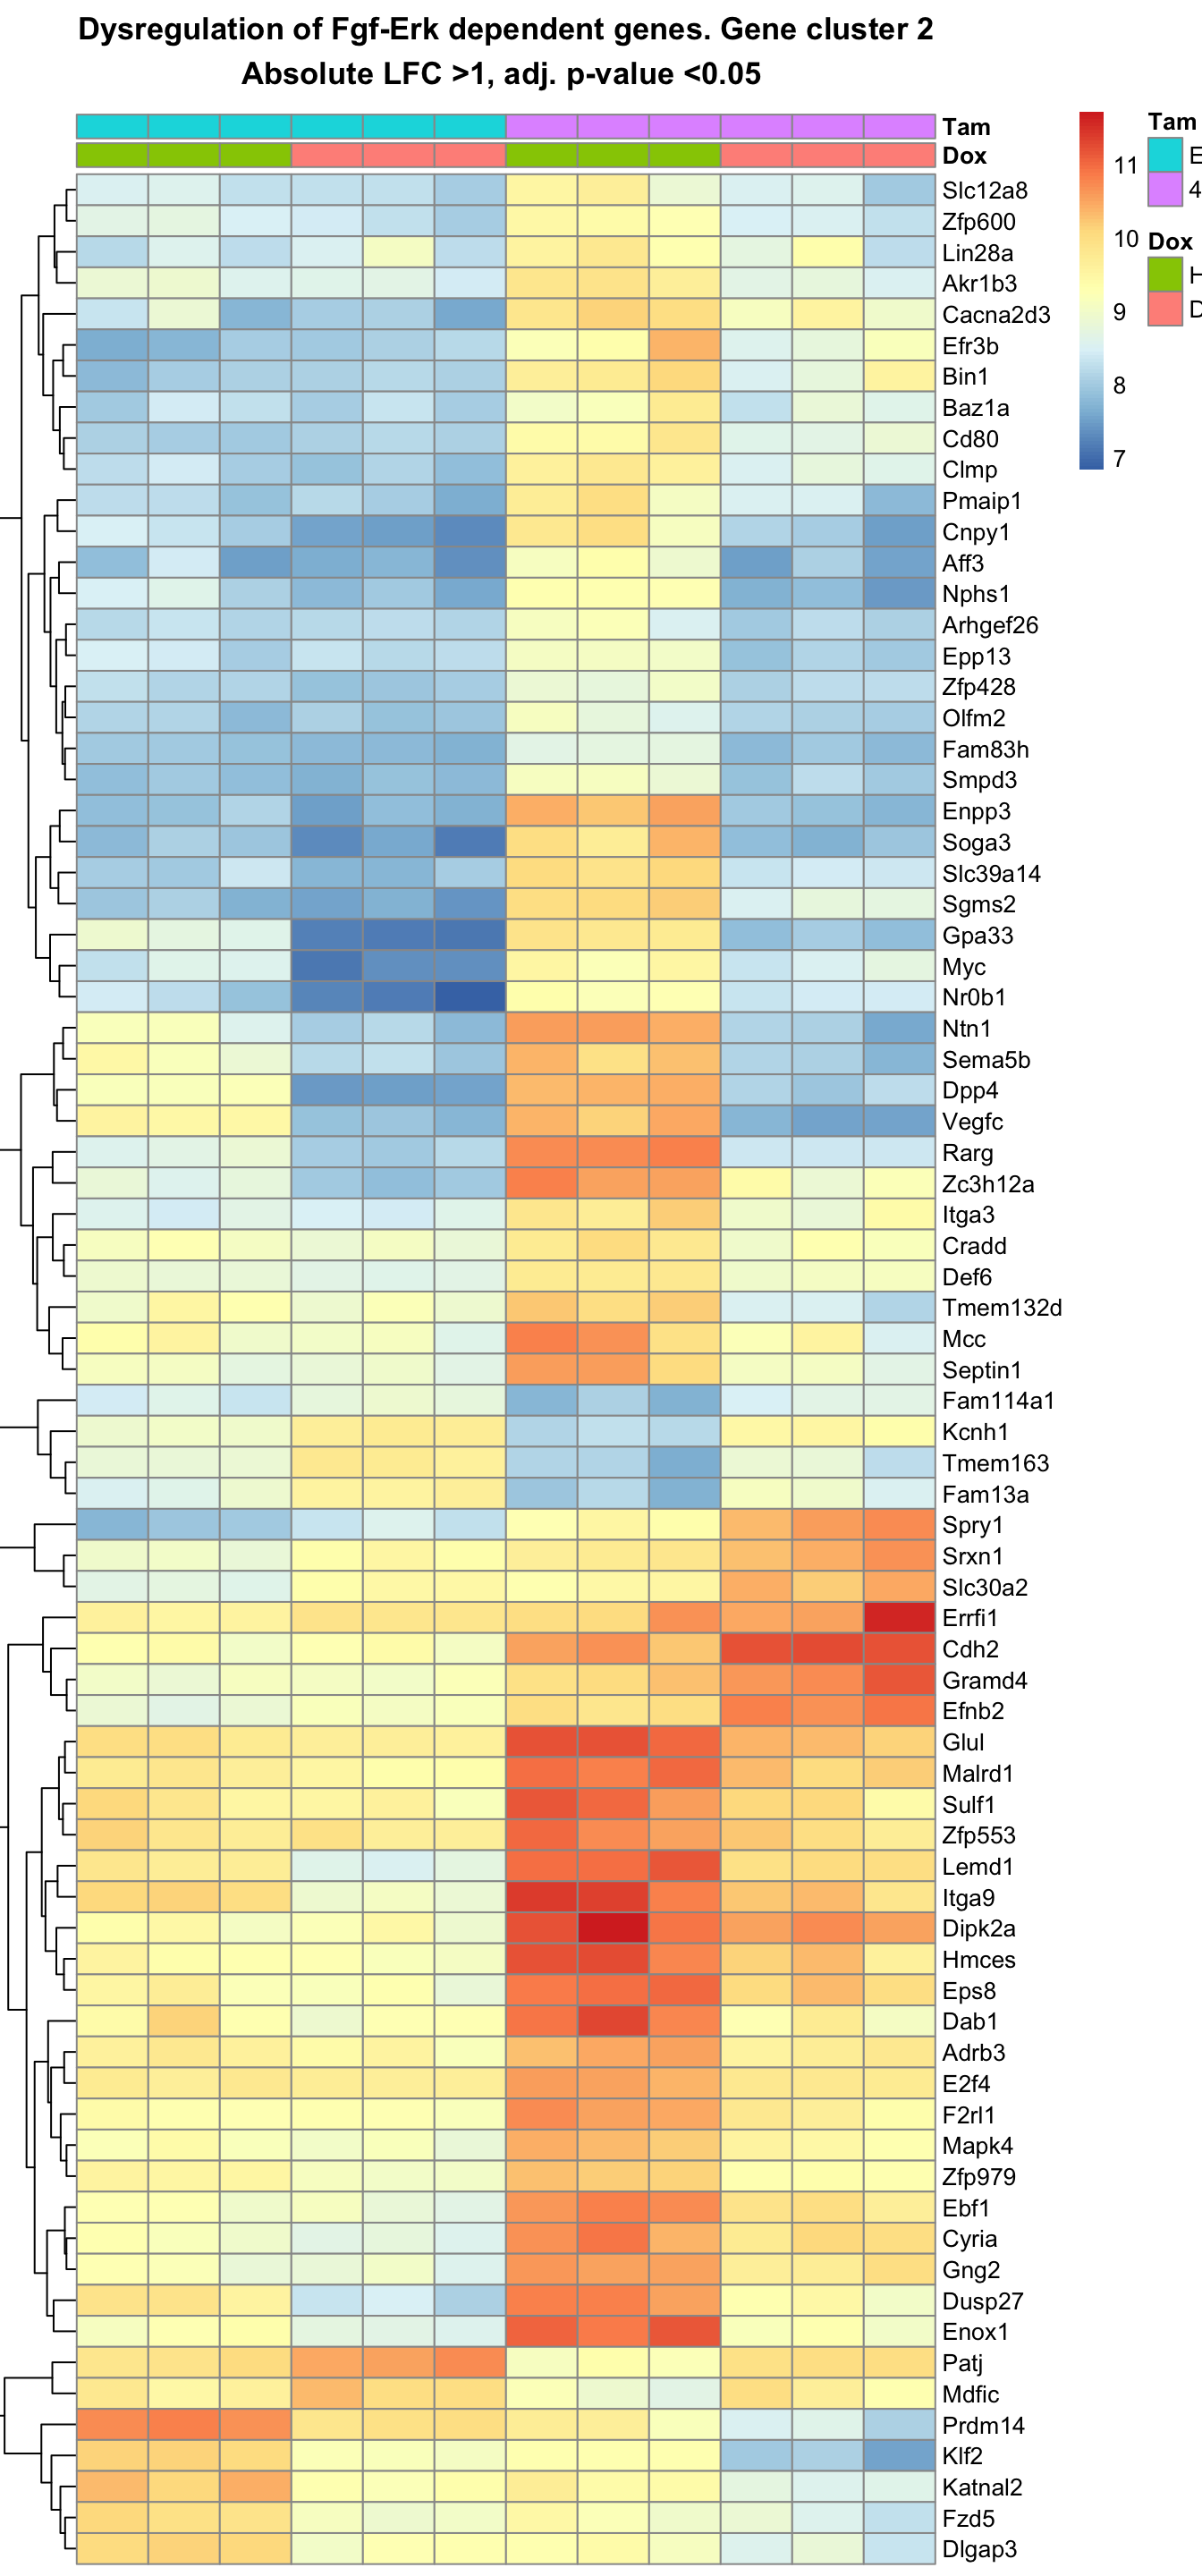 Dysregulation of Fgf-Erk dependent genes. Gene cluster 2
Absolute LFC >1, adj. p-value <0.05
Tam
Dox
Slc12a8
Zfp600
Lin28a
Akr1b3
Cacna2d3
Efr3b
Bin1
Baz1a
Cd80
Clmp
Pmaip1
Cnpy1
Aff3
Nphs1
Arhgef26
Epp13
Zfp428
Olfm2
Fam83h
Smpd3
Enpp3
Soga3
Slc39a14
Sgms2
Gpa33
Myc
Nr0b1
Ntn1
Sema5b
Dpp4
Vegfc
Rarg
Zc3h12a
Itga3
Cradd
Def6
Tmem132d
Mcc
Septin1
Fam114a1
Kcnh1
Tmem163
Fam13a
Spry1
Srxn1
Slc30a2
Errfi1
Cdh2
Gramd4
Efnb2
Glul
Malrd1
Sulf1
Zfp553
Lemd1
Itga9
Dipk2a
Hmces
Eps8
Dab1
Adrb3
E2f4
F2rl1
Mapk4
Zfp979
Ebf1
Cyria
Gng2
Dusp27
Enox1
Patj
Mdfic
Prdm14
Klf2
Katnal2
Fzd5
Dlgap3
11
10
9
8
7
Tam
E
4
Dox
H
D